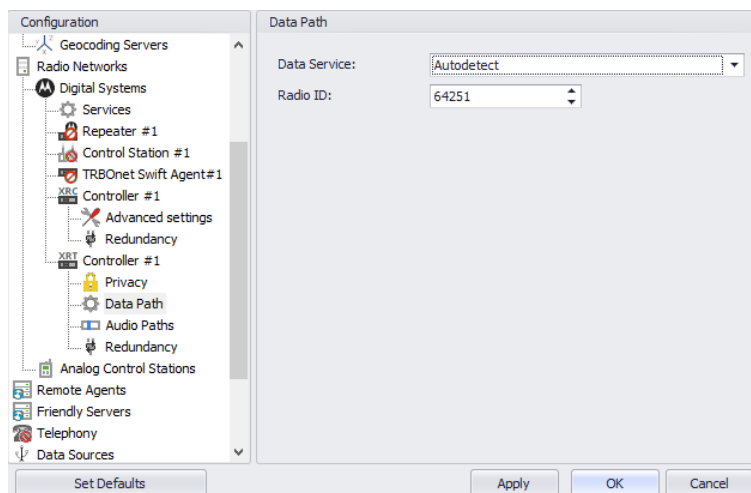 Configuration
Geocoding Servers
Radio Networks
Digital Systems
Services
Repeater #1
Control Station #1
TRBOnet Swift Agent#1
XRC Controller #1
Advanced settings
Redundancy
XRT Controller #1
Privacy
Data Path
Audio Paths
Redundancy
Analog Control Stations
Remote Agents
Friendly Servers
Telephony
Data Sources
Set Defaults
Data Path
Data Service: Autodetect
Radio ID: 64251
Apply OK Cancel